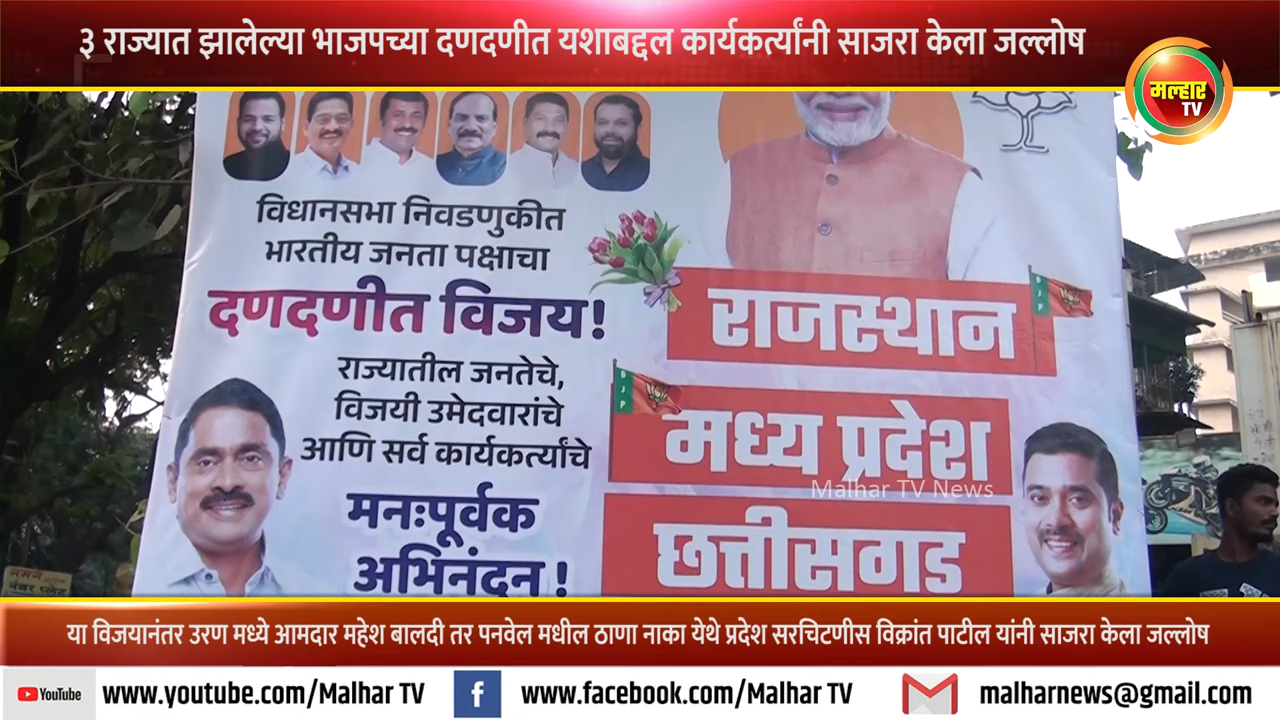 ३ राज्यात झालेल्या भाजपच्या दणदणीत यशाबद्दल कार्यकर्त्यांनी साजरा केला जल्लोष
मल्हार
TV
विधानसभा निवडणुकीत
भारतीय जनता पक्षाचा
दणदणीत विजय!
राज्यातील जनतेचे,
विजयी उमेदवारांचे
आणि सर्व कार्यकर्त्यांचे
मनःपूर्वक
अभिनंदन!
BJP
राजस्थान
BJP
मध्य प्रदेश
Malhar TV News
छत्तीसगड
नंबर प्लेट
या विजयानंतर उरण मध्ये आमदार महेश बालदी तर पनवेल मधील ठाणा नाका येथे प्रदेश सरचिटणीस विक्रांत पाटील यांनी साजरा केला जल्लोष
YouTube
www.youtube.com/Malhar TV
f
www.facebook.com/Malhar TV
malharnews@gmail.com